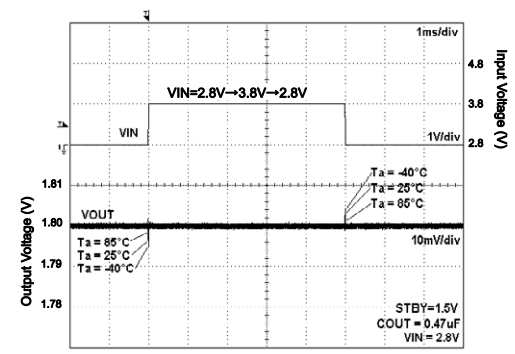 1ms/div
4.8
VIN=2.8V→3.8V→2.8V
3.8
VIN
1V/div
2.8
Input Voltage (V)
1.81
Ta = -40°C
Ta = 25°C
Ta = 85°C
VOUT
1.80
10mV/div
Ta = 85°C
Ta = 25°C
Ta = -40°C
1.79
1.78
Output Voltage (V)
STBY=1.5V
COUT = 0.47uF
VIN = 2.8V